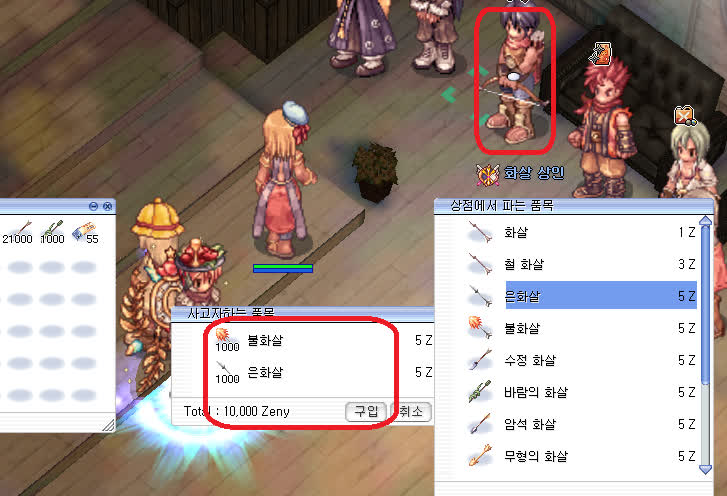 화살 상인
21000 1000 55
상점에서 파는 품목
화살 1 Z
철 화살 3 Z
은화살 5 Z
불화살 5 Z
수정 화살 5 Z
바람의 화살 5 Z
암석 화살 5 Z
무형의 화살 5 Z
사고자하는 품목
1000 불화살 5 Z
1000 은화살 5 Z
Total : 10,000 Zeny 구입 취소